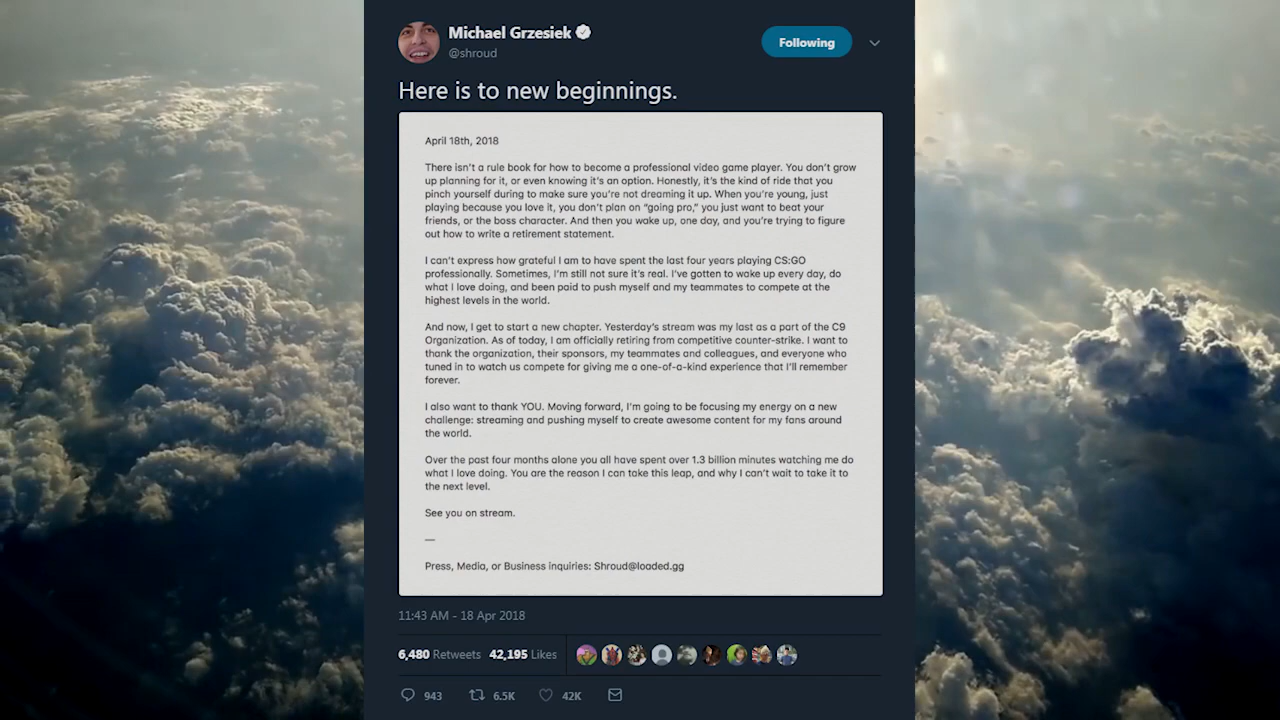 Michael Grzesiek
@shroud
Following
Here is to new beginnings.
April 18th, 2018
There isn't a rule book for how to become a professional video game player. You don't grow
up planning for it, or even knowing it's an option. Honestly, it's the kind of ride that you
pinch yourself during to make sure you're not dreaming it up. When you're young, just
playing because you love it, you don't plan on "going pro," you just want to beat your
friends, or the boss character. And then you wake up, one day, and you're trying to figure
out how to write a retirement statement.
I can't express how grateful I am to have spent the last four years playing CS:GO
professionally. Sometimes, I'm still not sure it's real. I've gotten to wake up every day, do
what I love doing, and been paid to push myself and my teammates to compete at the
highest levels in the world.
And now, I get to start a new chapter. Yesterday's stream was my last as a part of the C9
Organization. As of today, I am officially retiring from competitive counter-strike. I want to
thank the organization, their sponsors, my teammates and colleagues, and everyone who
tuned in to watch us compete for giving me a one-of-a-kind experience that I'll remember
forever.
I also want to thank YOU. Moving forward, I'm going to be focusing my energy on a new
challenge: streaming and pushing myself to create awesome content for my fans around
the world.
Over the past four months alone you all have spent over 1.3 billion minutes watching me do
what I love doing. You are the reason I can take this leap, and why I can't wait to take it to
the next level.
See you on stream.
—
Press, Media, or Business inquiries: Shroud@loaded.gg
11:43 AM - 18 Apr 2018
6,480 Retweets 42,195 Likes
943 6.5K 42K